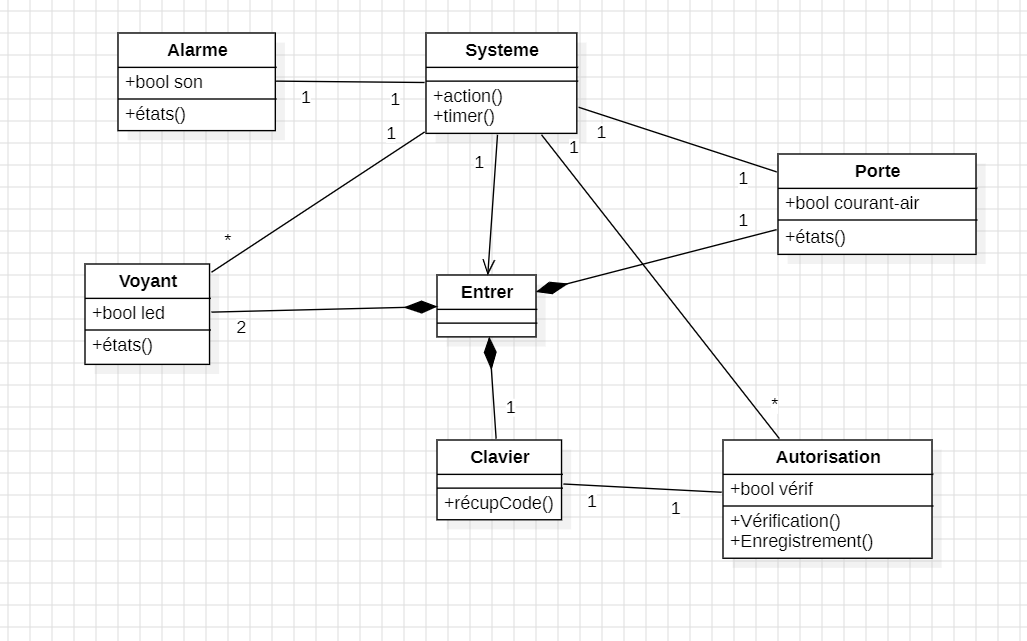 Alarme
+bool son
+états()
1
Systeme
+action()
+timer()
1
1
1
1
1
Porte
+bool courant-air
+états()
1
1
*
Voyant
+bool led
+états()
2
Entrer
1
Clavier
+récupCode()
1
1
*
Autorisation
+bool vérif
+Vérification()
+Enregistrement()